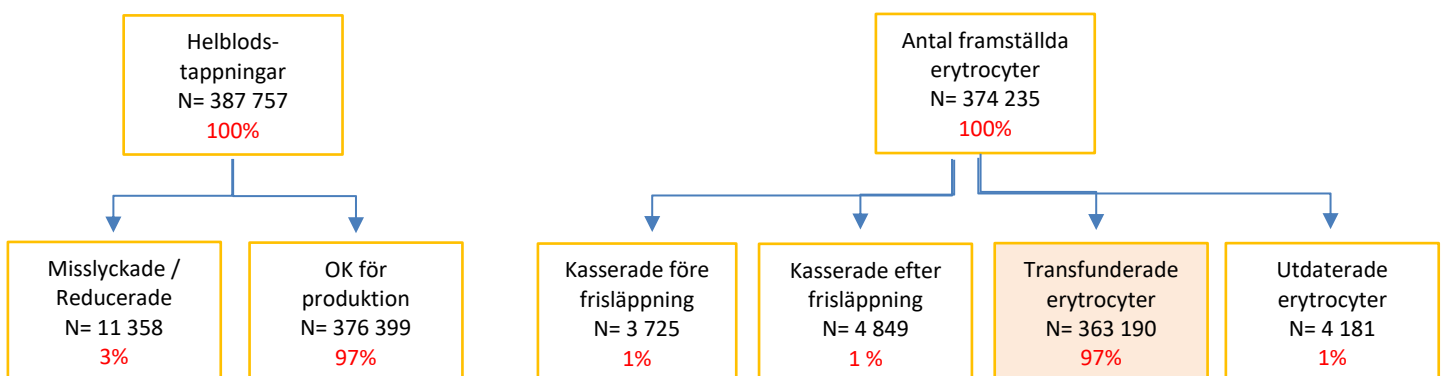 Helblods-
tappningar
N= 387 757
100%
Antal framställda
erytrocyter
N= 374 235
100%
Misslyckade /
Reducerade
N= 11 358
3%
OK för
produktion
N= 376 399
97%
Kasserade före
frisläppning
N= 3 725
1%
Kasserade efter
frisläppning
N= 4 849
1 %
Transfunderade
erytrocyter
N= 363 190
97%
Utdaterade
erytrocyter
N= 4 181
1%